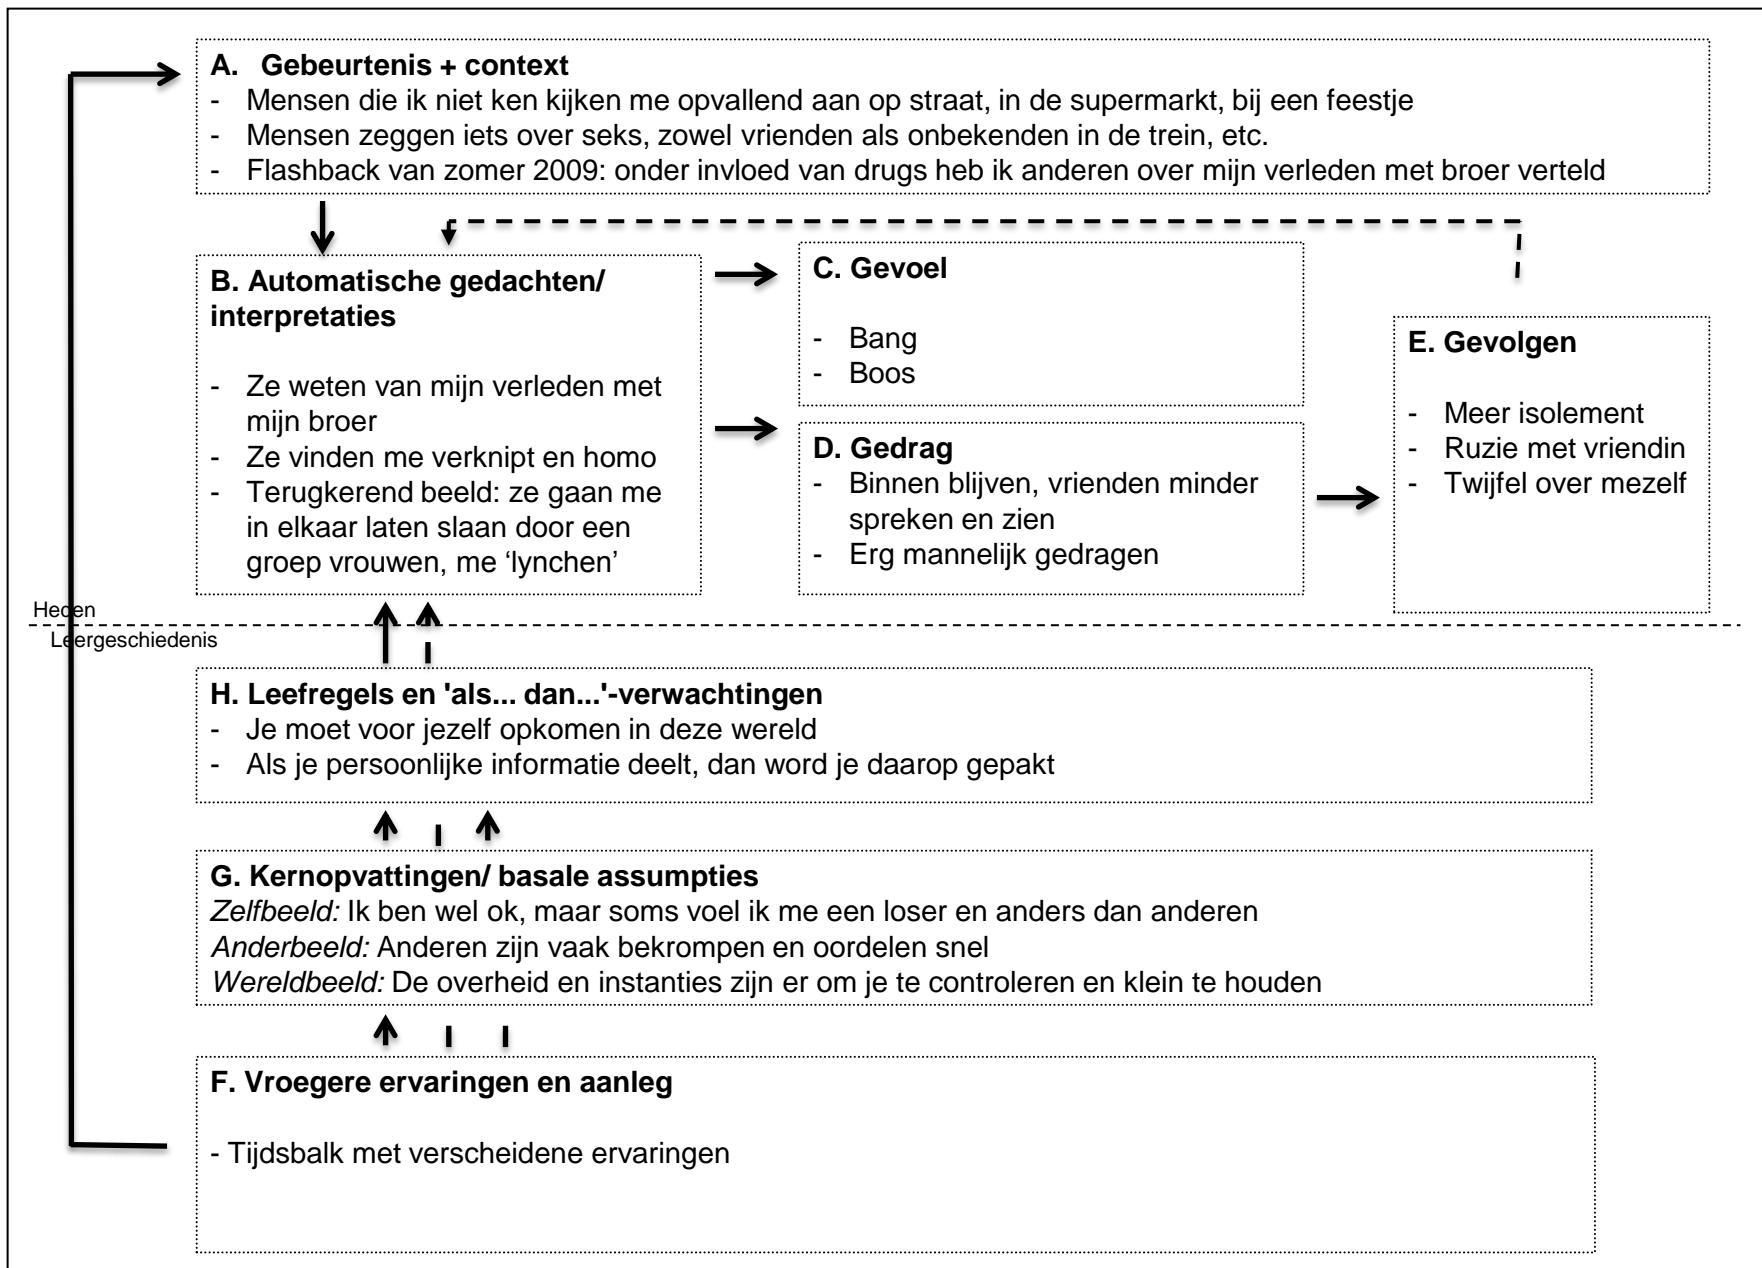 A. Gebeurtenis + context
- Mensen die ik niet ken kijken me opvallend aan op straat, in de supermarkt, bij een feestje
- Mensen zeggen iets over seks, zowel vrienden als onbekenden in de trein, etc.
- Flashback van zomer 2009: onder invloed van drugs heb ik anderen over mijn verleden met broer verteld
B. Automatische gedachten/
interpretaties
- Ze weten van mijn verleden met
mijn broer
- Ze vinden me verknipt en homo
- Terugkerend beeld: ze gaan me
in elkaar laten slaan door een
groep vrouwen, me ‘lynchen’
C. Gevoel
- Bang
- Boos
D. Gedrag
- Binnen blijven, vrienden minder
spreken en zien
- Erg mannelijk gedragen
E. Gevolgen
- Meer isolement
- Ruzie met vriendin
- Twijfel over mezelf
Heden
Leergeschiedenis
H. Leefregels en 'als... dan...'-verwachtingen
- Je moet voor jezelf opkomen in deze wereld
- Als je persoonlijke informatie deelt, dan word je daarop gepakt
G. Kernopvattingen/ basale assumpties
Zelfbeeld: Ik ben wel ok, maar soms voel ik me een loser en anders dan anderen
Anderbeeld: Anderen zijn vaak bekrompen en oordelen snel
Wereldbeeld: De overheid en instanties zijn er om je te controleren en klein te houden
F. Vroegere ervaringen en aanleg
- Tijdsbalk met verscheidene ervaringen